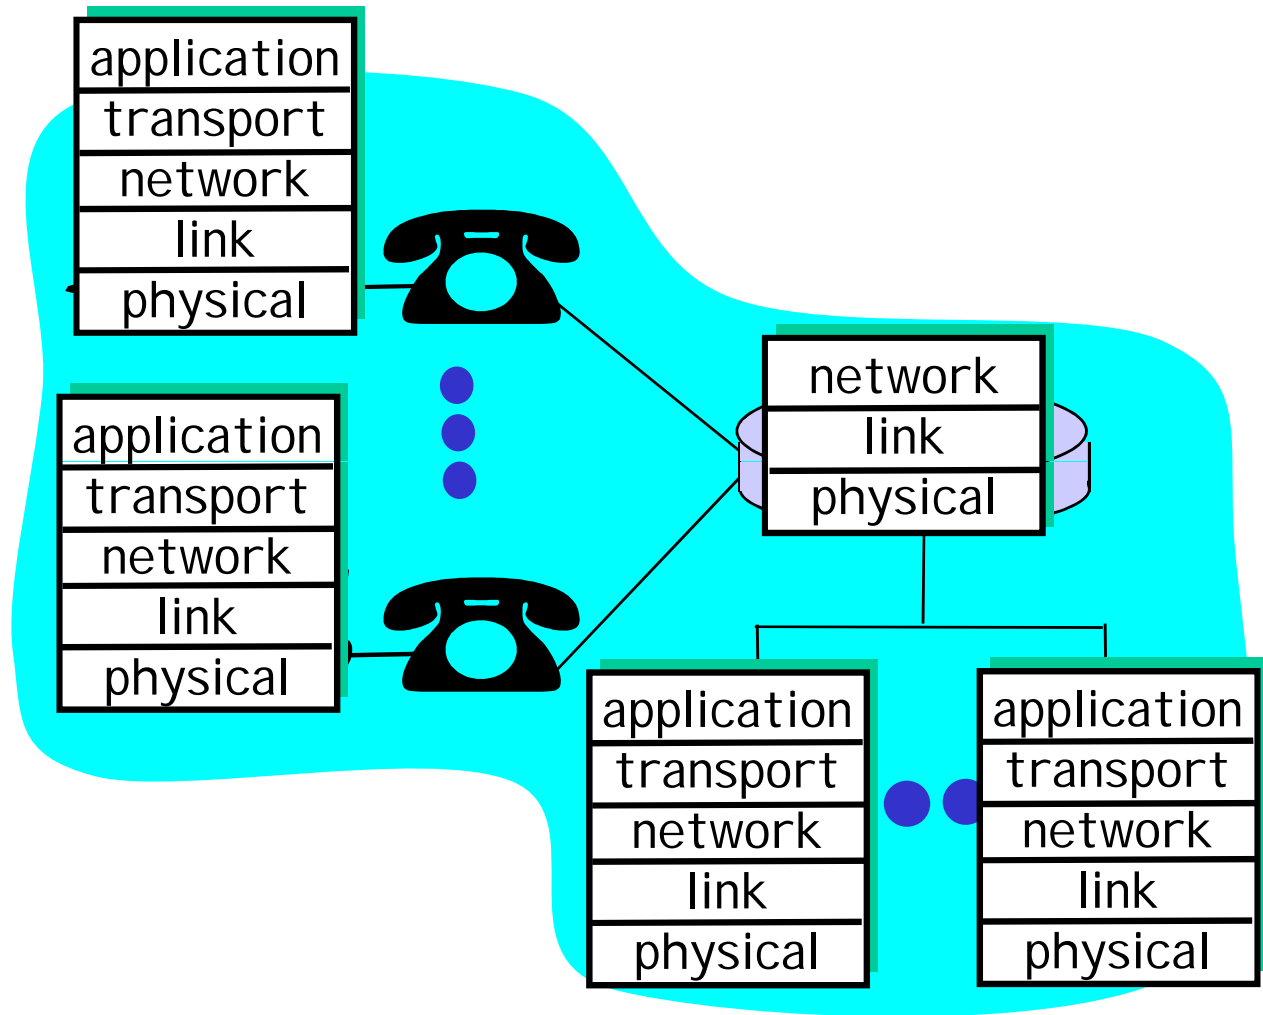 application
transport
network
link
physical
application
transport
network
link
physical
network
link
physical
application
transport
network
link
physical
application
transport
network
link
physical